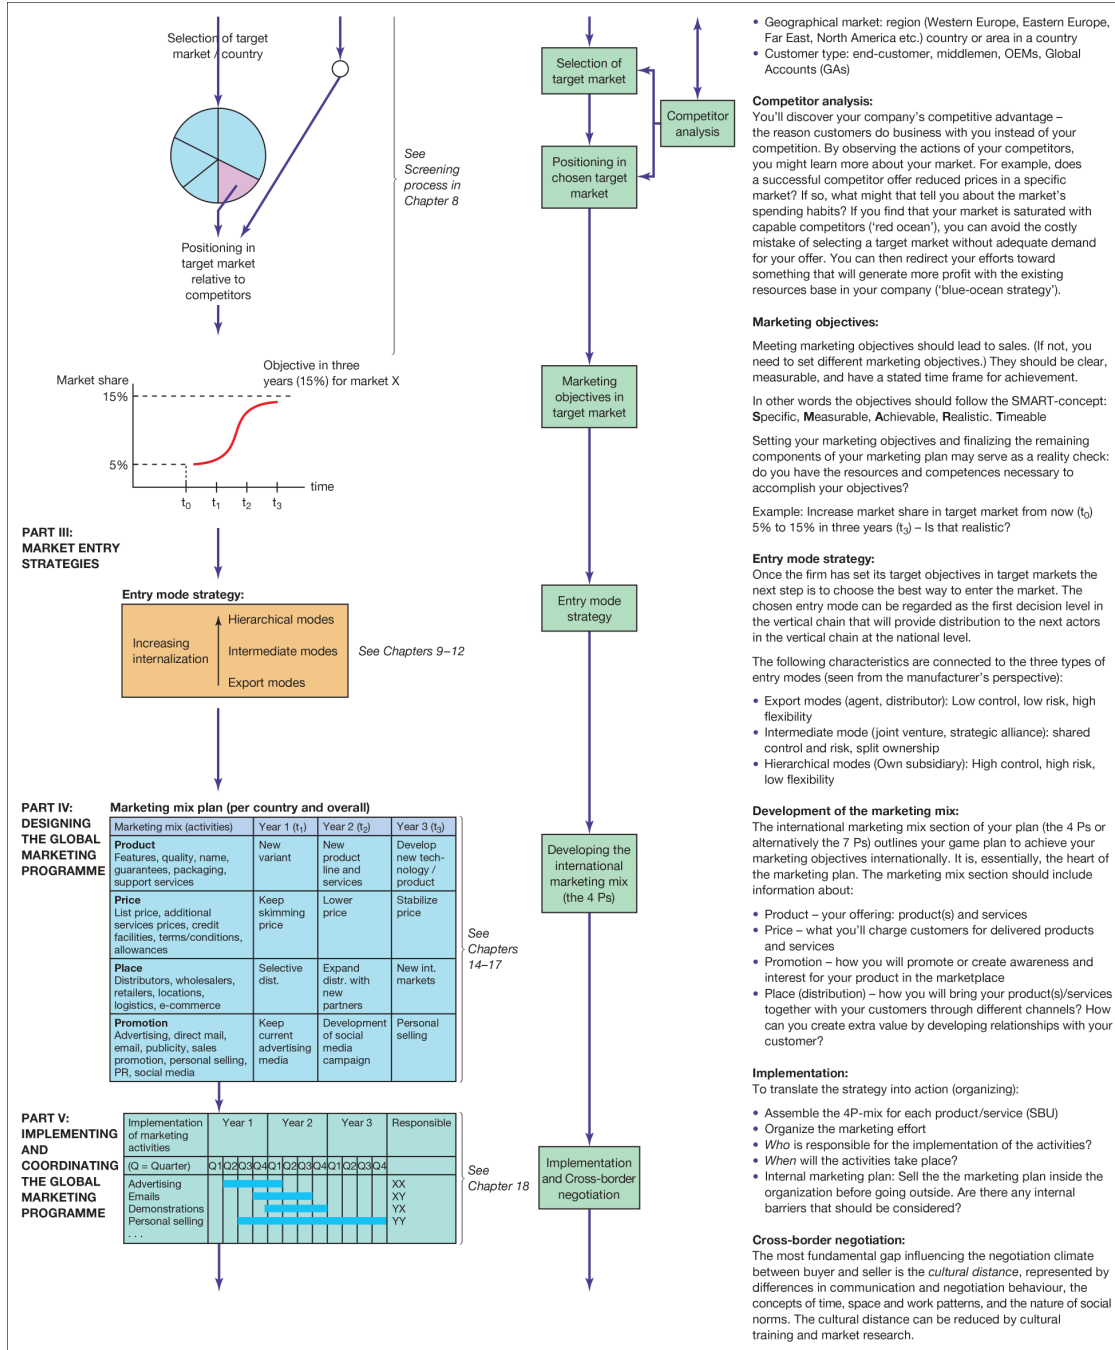 Selection of target
market / country
See
Screening
process in
Chapter 8
Positioning in
target market
relative to
competitors
Market share
Objective in three
years (15%) for market X
15%
5%
time
t0 t1 t2 t3
PART III:
MARKET ENTRY
STRATEGIES
Entry mode strategy:
Increasing
internalization
Hierarchical modes
Intermediate modes
Export modes
See Chapters 9–12
PART IV:
DESIGNING
THE GLOBAL
MARKETING
PROGRAMME
Marketing mix plan (per country and overall)
Marketing mix (activities) Year 1 (t1) Year 2 (t2) Year 3 (t3)
Product
Features, quality, name,
guarantees, packaging,
support services
New
variant
New
product
line and
services
Develop
new tech-
nology /
product
Price
List price, additional
services prices, credit
facilities, terms/conditions,
allowances
Keep
skimming
price
Lower
price
Stabilize
price
Place
Distributors, wholesalers,
retailers, locations,
logistics, e-commerce
Selective
dist.
Expand
distr. with
new
partners
New int.
markets
Promotion
Advertising, direct mail,
email, publicity, sales
promotion, personal selling,
PR, social media
Keep
current
advertising
media
Development
of social
media
campaign
Personal
selling
See
Chapters
14–17
PART V:
IMPLEMENTING
AND
COORDINATING
THE GLOBAL
MARKETING
PROGRAMME
Implementation
of marketing
activities
Year 1 Year 2 Year 3 Responsible
(Q = Quarter) Q1 Q2 Q3 Q4 Q1 Q2 Q3 Q4 Q1 Q2 Q3 Q4
Advertising XX
Emails XY
Demonstrations YX
Personal selling YY
. . .
See
Chapter 18
Selection of
target market
Competitor
analysis
Positioning in
chosen target
market
Marketing
objectives in
target market
Entry mode
strategy
Developing the
international
marketing mix
(the 4 Ps)
Implementation
and Cross-border
negotiation
• Geographical market: region (Western Europe, Eastern Europe,
Far East, North America etc.) country or area in a country
• Customer type: end-customer, middlemen, OEMs, Global
Accounts (GAs)
Competitor analysis:
You'll discover your company's competitive advantage –
the reason customers do business with you instead of your
competition. By observing the actions of your competitors,
you might learn more about your market. For example, does
a successful competitor offer reduced prices in a specific
market? If so, what might that tell you about the market's
spending habits? If you find that your market is saturated with
capable competitors ('red ocean'), you can avoid the costly
mistake of selecting a target market without adequate demand
for your offer. You can then redirect your efforts toward
something that will generate more profit with the existing
resources base in your company ('blue-ocean strategy').
Marketing objectives:
Meeting marketing objectives should lead to sales. (If not, you
need to set different marketing objectives.) They should be clear,
measurable, and have a stated time frame for achievement.
In other words the objectives should follow the SMART-concept:
Specific, Measurable, Achievable, Realistic. Timeable
Setting your marketing objectives and finalizing the remaining
components of your marketing plan may serve as a reality check:
do you have the resources and competences necessary to
accomplish your objectives?
Example: Increase market share in target market from now (t0)
5% to 15% in three years (t3) – Is that realistic?
Entry mode strategy:
Once the firm has set its target objectives in target markets the
next step is to choose the best way to enter the market. The
chosen entry mode can be regarded as the first decision level in
the vertical chain that will provide distribution to the next actors
in the vertical chain at the national level.
The following characteristics are connected to the three types of
entry modes (seen from the manufacturer's perspective):
• Export modes (agent, distributor): Low control, low risk, high
flexibility
• Intermediate mode (joint venture, strategic alliance): shared
control and risk, split ownership
• Hierarchical modes (Own subsidiary): High control, high risk,
low flexibility
Development of the marketing mix:
The international marketing mix section of your plan (the 4 Ps or
alternatively the 7 Ps) outlines your game plan to achieve your
marketing objectives internationally. It is, essentially, the heart of
the marketing plan. The marketing mix section should include
information about:
• Product – your offering: product(s) and services
• Price – what you'll charge customers for delivered products
and services
• Promotion – how you will promote or create awareness and
interest for your product in the marketplace
• Place (distribution) – how you will bring your product(s)/services
together with your customers through different channels? How
can you create extra value by developing relationships with your
customer?
Implementation:
To translate the strategy into action (organizing):
• Assemble the 4P-mix for each product/service (SBU)
• Organize the marketing effort
• Who is responsible for the implementation of the activities?
• When will the activities take place?
• Internal marketing plan: Sell the the marketing plan inside the
organization before going outside. Are there any internal
barriers that should be considered?
Cross-border negotiation:
The most fundamental gap influencing the negotiation climate
between buyer and seller is the cultural distance, represented by
differences in communication and negotiation behaviour, the
concepts of time, space and work patterns, and the nature of social
norms. The cultural distance can be reduced by cultural
training and market research.